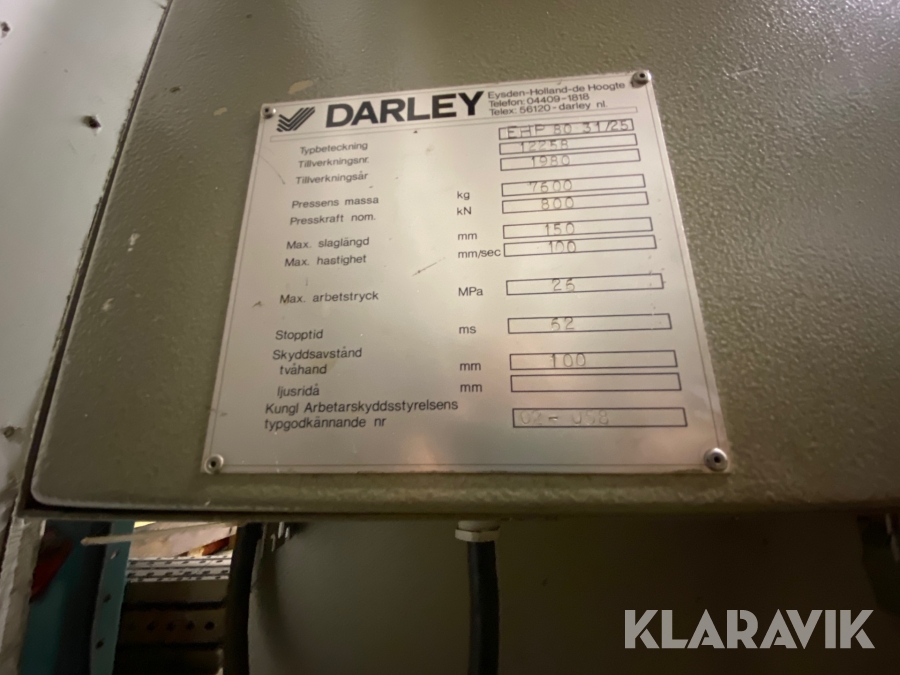 DARLEY
Eysden-Holland-de Hoogte
Telefon: 04409-1818
Telex: 56120-darley nl.
Typbeteckning EHP 80 31/25
Tillverkningsnr. 12258
Tillverkningsår 1980
Pressens massa kg 7600
Presskraft nom. kN 800
Max. slaglängd mm 150
Max. hastighet mm/sec 100
Max. arbetstryck MPa 26
Stopptid ms 62
Skyddsavstånd
tvåhand mm 100
ljusridå mm
Kungl Arbetarskyddsstyrelsens
typgodkännande nr
KLARAVIK